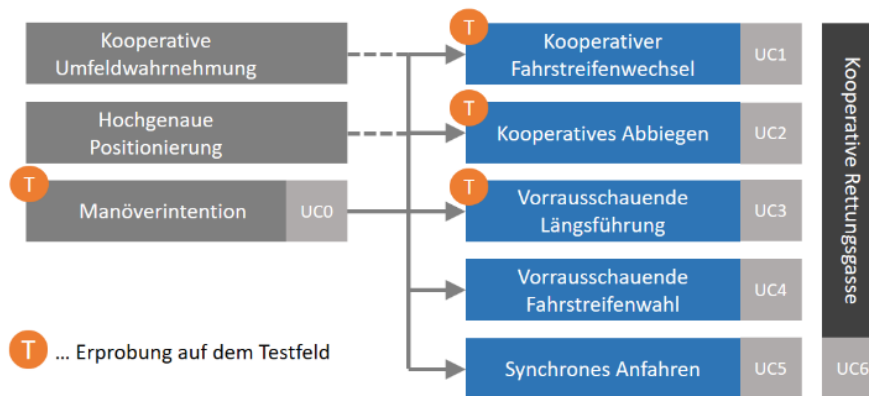 Kooperative
Umfeldwahrnehmung
Hochgenaue
Positionierung
T
Manöverintention
UC0
T
... Erprobung auf dem Testfeld
T
Kooperativer
Fahrstreifenwechsel
UC1
T
Kooperatives Abbiegen
UC2
T
Vorrausschauende
Längsführung
UC3
Vorrausschauende
Fahrstreifenwahl
UC4
Synchrones Anfahren
UC5
Kooperative Rettungsgasse
UC6